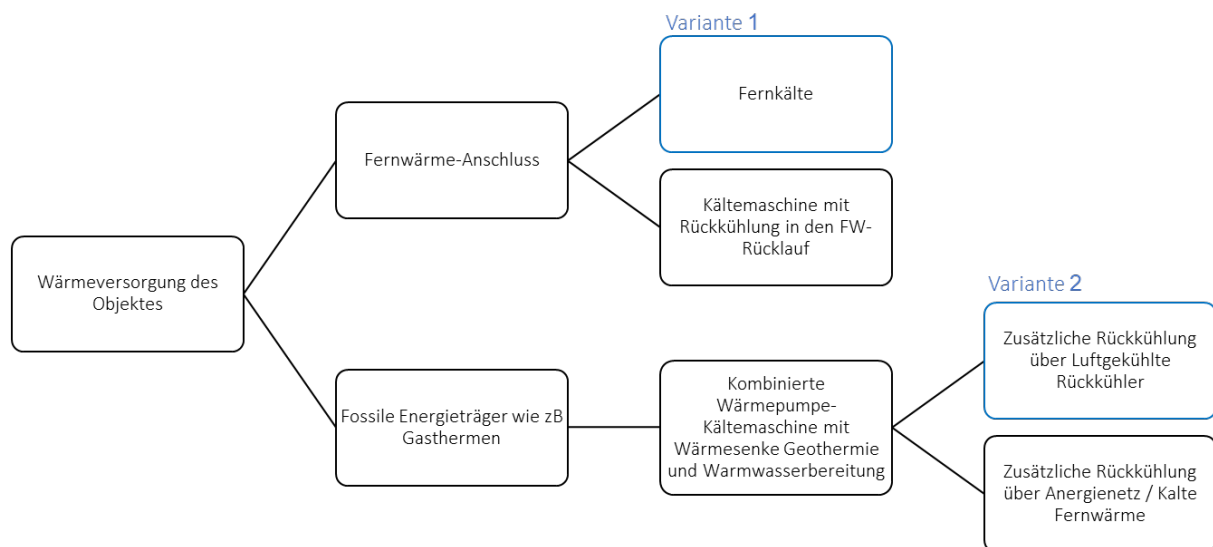 Variante 1
Fernkälte
Fernwärme-Anschluss
Kältemaschine mit
Rückkühlung in den FW-
Rücklauf
Wärmeversorgung des
Objektes
Variante 2
Zusätzliche Rückkühlung
über Luftgekühlte
Rückkühler
Fossile Energieträger wie zB
Gasthermen
Kombinierte
Wärmepumpe-
Kältemaschine mit
Wärmesenke Geothermie
und Warmwasserbereitung
Zusätzliche Rückkühlung
über Anergienetz / Kalte
Fernwärme